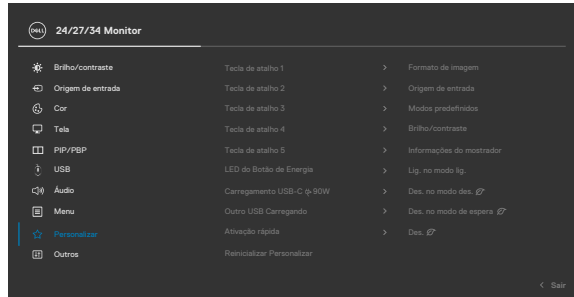 DELL 24/27/34 Monitor
Brilho/contraste Tecla de atalho 1 > Formato de imagem
Origem de entrada Tecla de atalho 2 > Origem de entrada
Cor Tecla de atalho 3 > Modos predefinidos
Tela Tecla de atalho 4 > Brilho/contraste
PIP/PBP Tecla de atalho 5 > Informações do mostrador
USB LED do Botão de Energia > Lig. no modo lig.
Áudio Carregamento USB-C 90W > Des. no modo des.
Menu Outro USB Carregando > Des. no modo de espera
Personalizar Ativação rápida > Des.
Outros Reinicializar Personalizar
< Sair